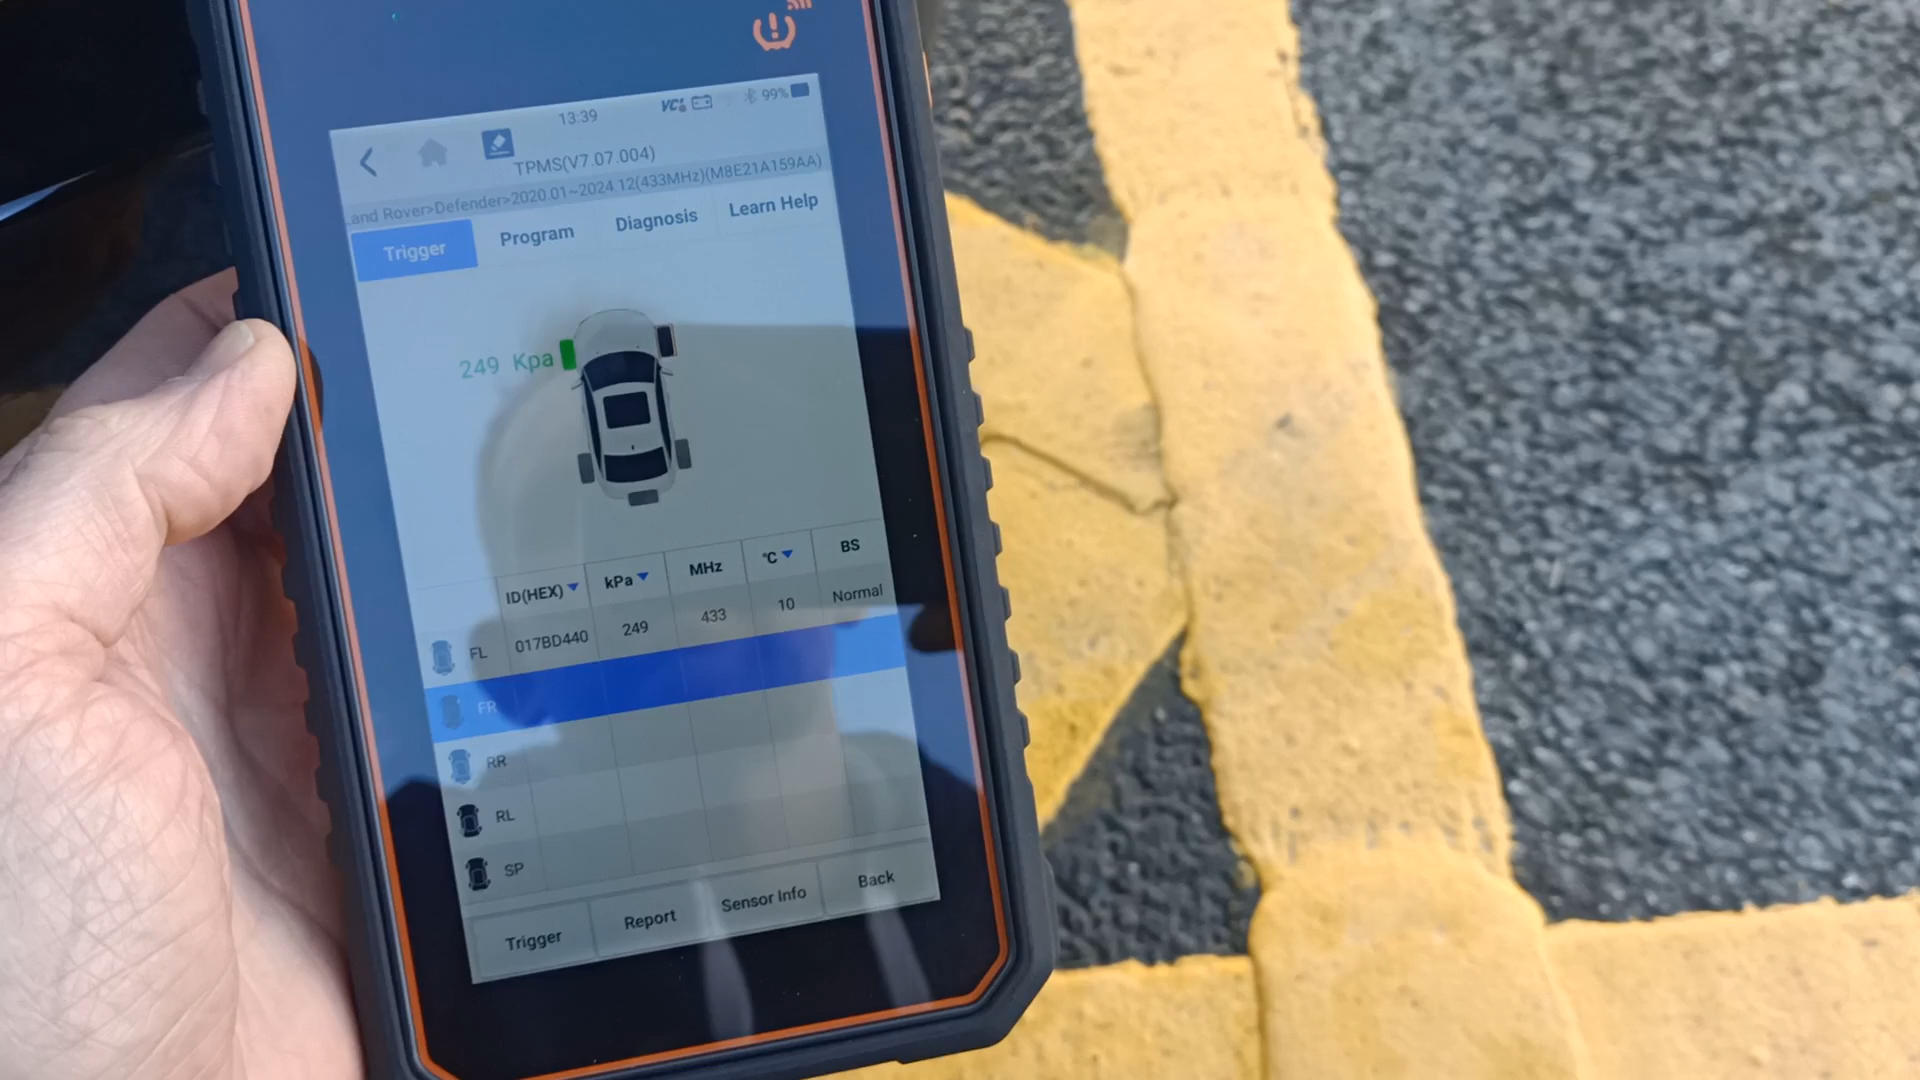 13:39 VCI 99%
TPMS(V7.07.004)
and Rover>Defender>2020.01~2024.12(433MHz)(M8E21A159AA)
Trigger Program Diagnosis Learn Help
249 Kpa
ID(HEX) kPa MHz °C BS
FL 017BD440 249 433 10 Normal
FR
RR
RL
SP
Trigger Report Sensor Info Back